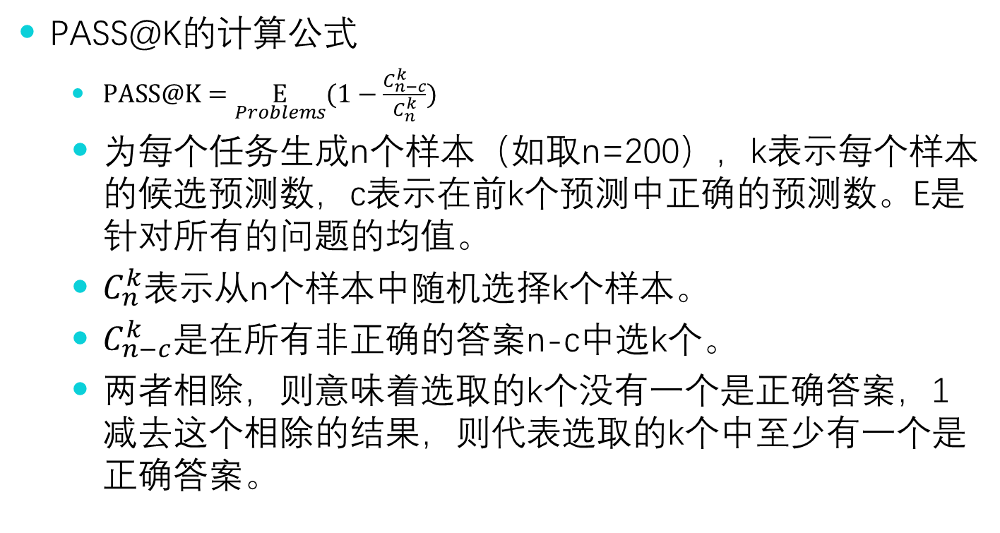 PASS@K的计算公式
PASS@K = E_{Problems}(1 − \frac{C_{n−c}^{k}}{C_{n}^{k}})
为每个任务生成n个样本（如取n=200），k表示每个样本
的候选预测数，c表示在前k个预测中正确的预测数。E是
针对所有的问题的均值。
C_{n}^{k}表示从n个样本中随机选择k个样本。
C_{n−c}^{k}是在所有非正确的答案n-c中选k个。
两者相除，则意味着选取的k个没有一个是正确答案，1
减去这个相除的结果，则代表选取的k个中至少有一个是
正确答案。